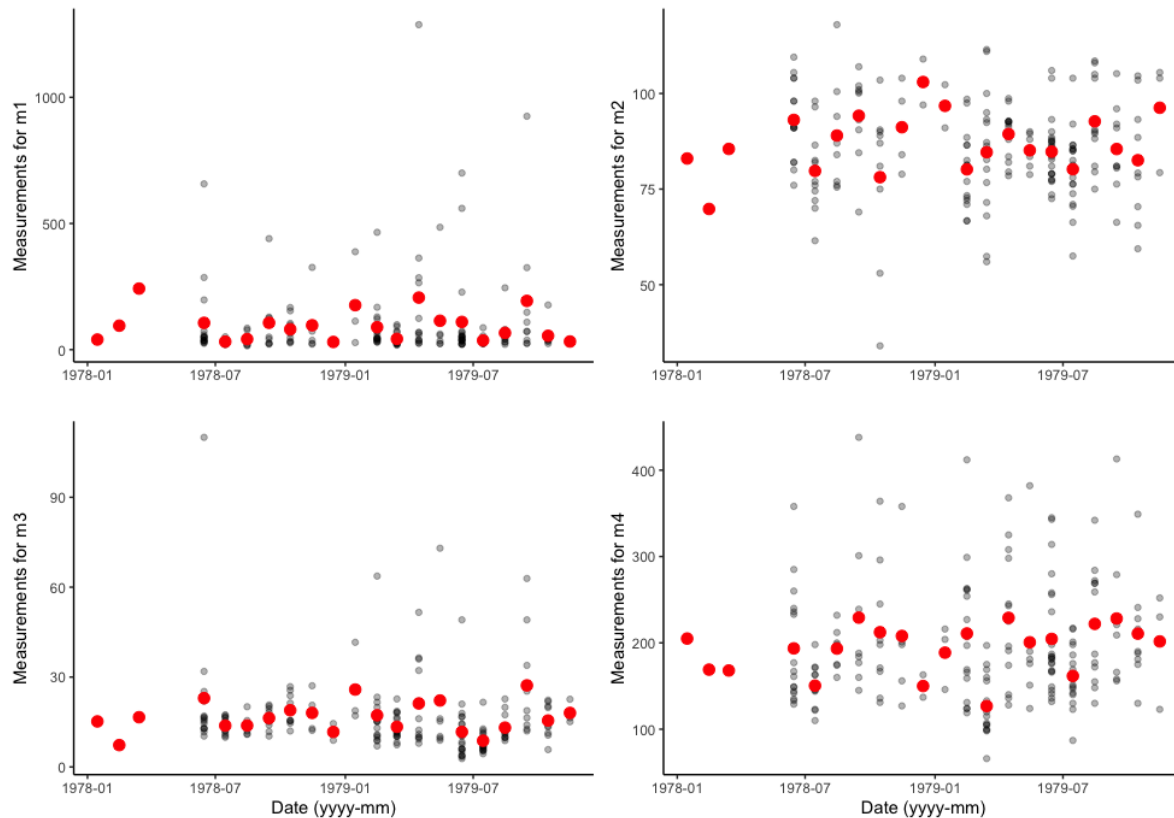 Measurements for m1
1000
500
0
1978-01 1978-07 1979-01 1979-07
Measurements for m2
100
75
50
1978-01 1978-07 1979-01 1979-07
Measurements for m3
90
60
30
0
1978-01 1978-07 1979-01 1979-07
Date (yyyy-mm)
Measurements for m4
400
300
200
100
1978-01 1978-07 1979-01 1979-07
Date (yyyy-mm)